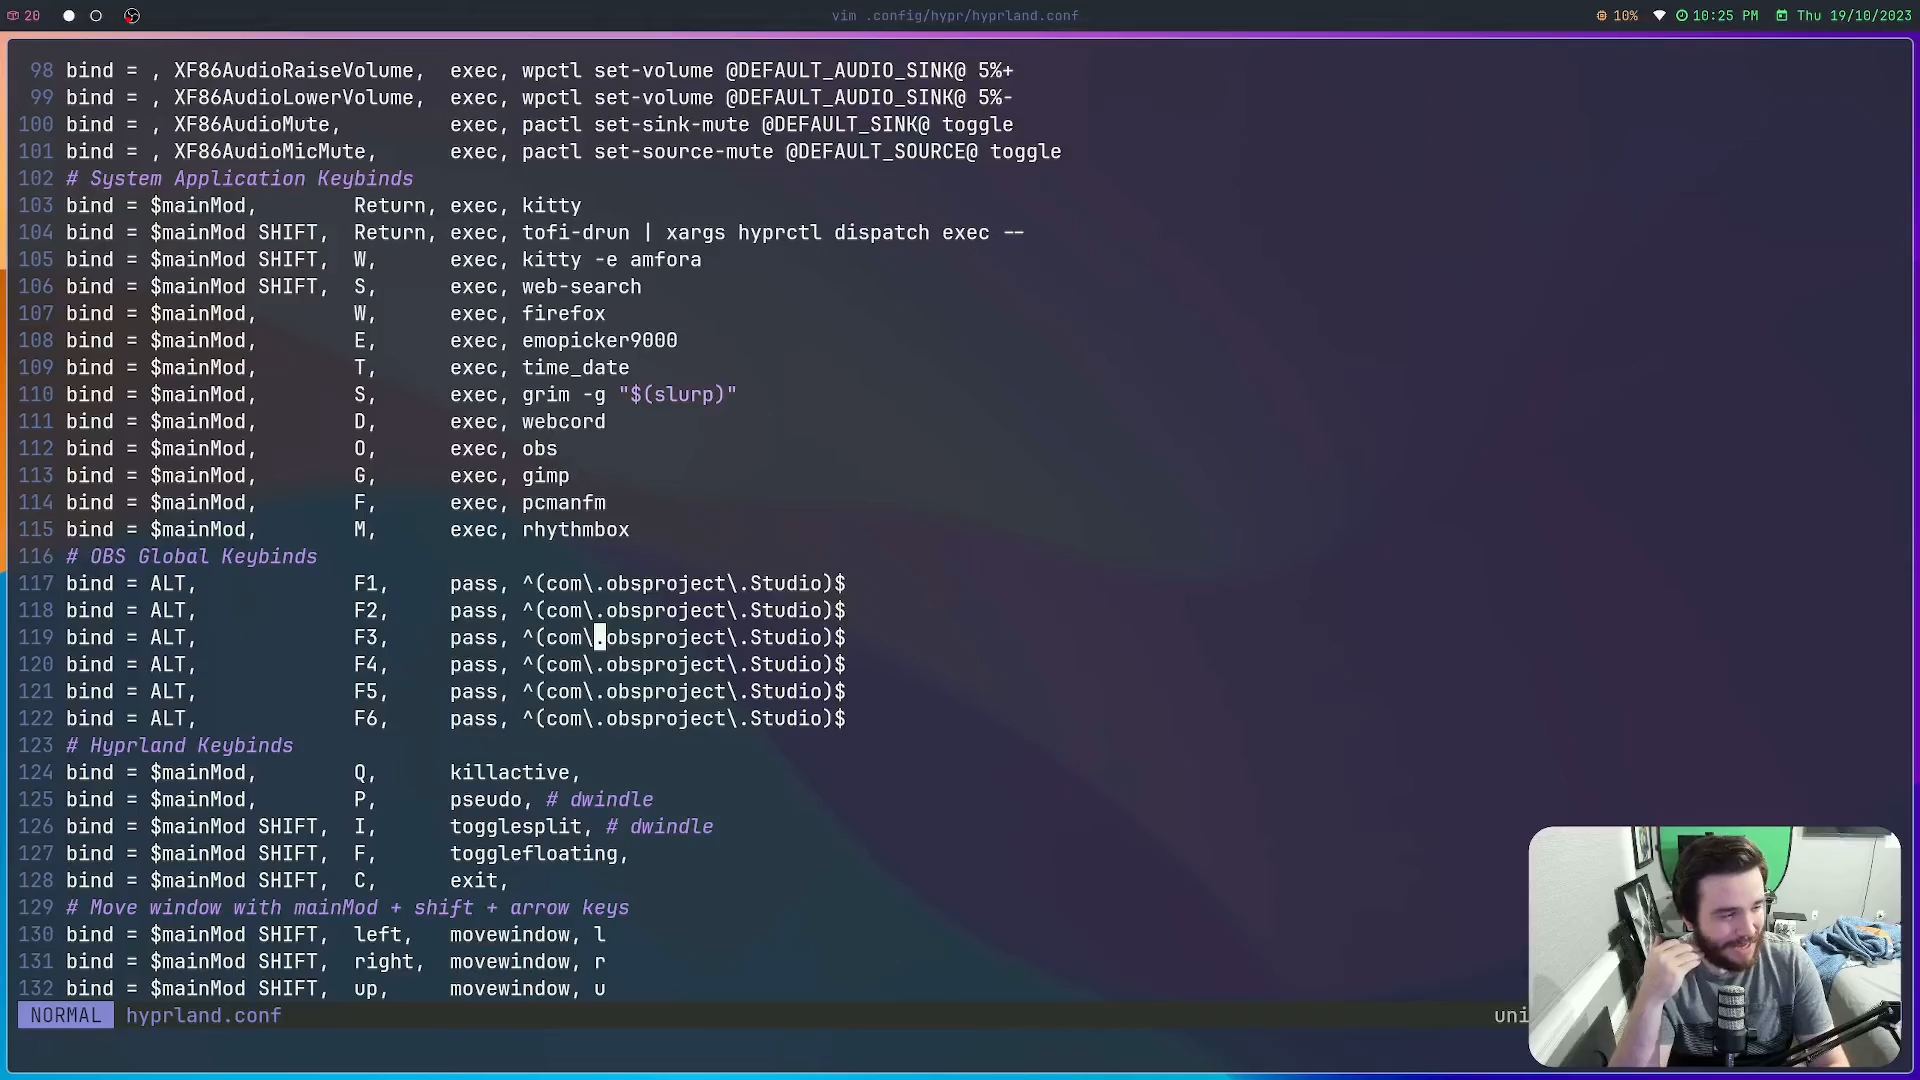 20
vim .config/hypr/hyprland.conf
10% 10:25 PM Thu 19/10/2023
98 bind = , XF86AudioRaiseVolume, exec, wpctl set-volume @DEFAULT_AUDIO_SINK@ 5%+
99 bind = , XF86AudioLowerVolume, exec, wpctl set-volume @DEFAULT_AUDIO_SINK@ 5%-
100 bind = , XF86AudioMute, exec, pactl set-sink-mute @DEFAULT_SINK@ toggle
101 bind = , XF86AudioMicMute, exec, pactl set-source-mute @DEFAULT_SOURCE@ toggle
102 # System Application Keybinds
103 bind = $mainMod, Return, exec, kitty
104 bind = $mainMod SHIFT, Return, exec, tofi-drun | xargs hyprctl dispatch exec --
105 bind = $mainMod SHIFT, W, exec, kitty -e amfora
106 bind = $mainMod SHIFT, S, exec, web-search
107 bind = $mainMod, W, exec, firefox
108 bind = $mainMod, E, exec, emopicker9000
109 bind = $mainMod, T, exec, time_date
110 bind = $mainMod, S, exec, grim -g "$(slurp)"
111 bind = $mainMod, D, exec, webcord
112 bind = $mainMod, O, exec, obs
113 bind = $mainMod, G, exec, gimp
114 bind = $mainMod, F, exec, pcmanfm
115 bind = $mainMod, M, exec, rhythmbox
116 # OBS Global Keybinds
117 bind = ALT, F1, pass, ^(com\.obsproject\.Studio)$
118 bind = ALT, F2, pass, ^(com\.obsproject\.Studio)$
119 bind = ALT, F3, pass, ^(com\.obsproject\.Studio)$
120 bind = ALT, F4, pass, ^(com\.obsproject\.Studio)$
121 bind = ALT, F5, pass, ^(com\.obsproject\.Studio)$
122 bind = ALT, F6, pass, ^(com\.obsproject\.Studio)$
123 # Hyprland Keybinds
124 bind = $mainMod, Q, killactive,
125 bind = $mainMod, P, pseudo, # dwindle
126 bind = $mainMod SHIFT, I, togglesplit, # dwindle
127 bind = $mainMod SHIFT, F, togglefloating,
128 bind = $mainMod SHIFT, C, exit,
129 # Move window with mainMod + shift + arrow keys
130 bind = $mainMod SHIFT, left, movewindow, l
131 bind = $mainMod SHIFT, right, movewindow, r
132 bind = $mainMod SHIFT, up, movewindow, u
NORMAL hyprland.conf uni